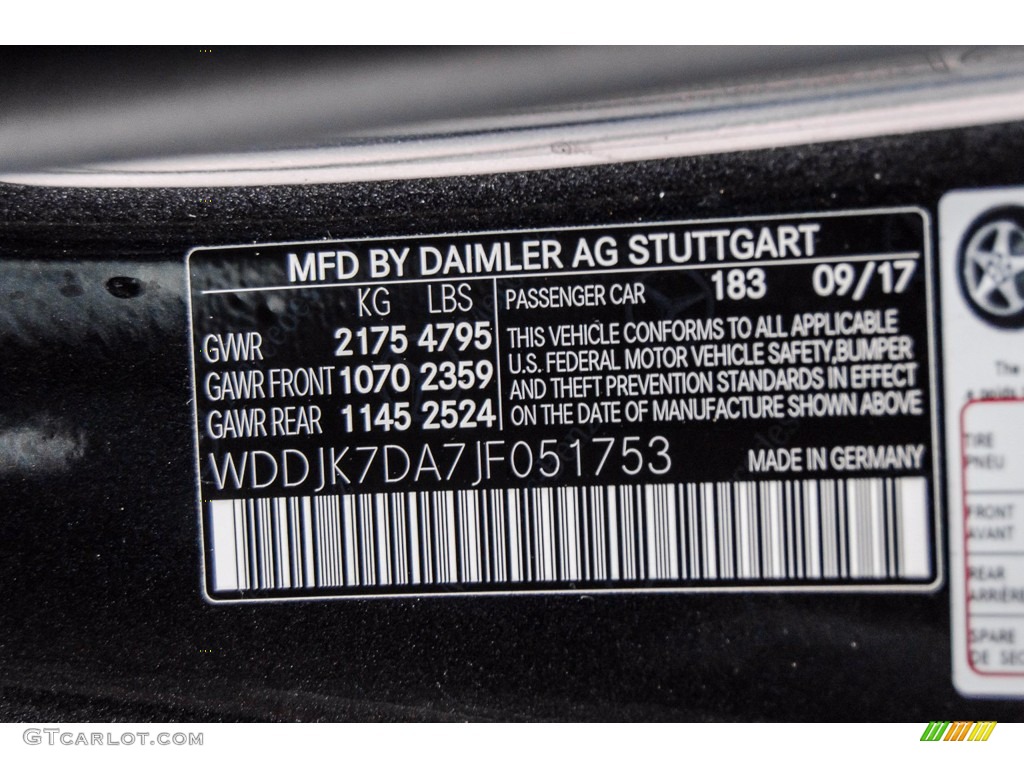 MFD BY DAIMLER AG STUTTGART
KG LBS PASSENGER CAR 183 09/17
GVWR 2175 4795
GAWR FRONT 1070 2359
GAWR REAR 1145 2524
THIS VEHICLE CONFORMS TO ALL APPLICABLE
U.S. FEDERAL MOTOR VEHICLE SAFETY,BUMPER
AND THEFT PREVENTION STANDARDS IN EFFECT
ON THE DATE OF MANUFACTURE SHOWN ABOVE
WDDJK7DA7JF051753 MADE IN GERMANY
The
TIRE
PNEU
FRONT
AVANT
REAR
ARRIÈRE
SPARE
DE SEC
GTCARLOT.COM